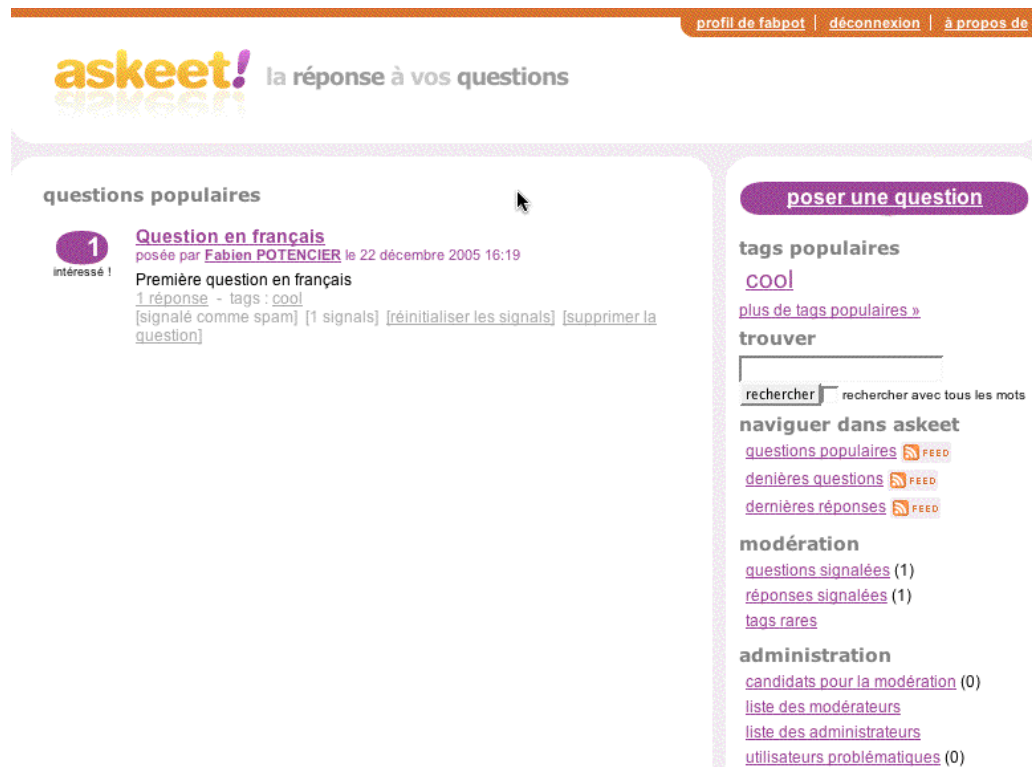 profil de fabpot | déconnexion | à propos de
askeet! la réponse à vos questions
questions populaires
1
intéressé !
Question en français
posée par Fabien POTENCIER le 22 décembre 2005 16:19
Première question en français
1 réponse - tags : cool
[signalé comme spam] [1 signals] [réinitialiser les signals] [supprimer la
question]
poser une question
tags populaires
cool
plus de tags populaires »
trouver
rechercher rechercher avec tous les mots
naviguer dans askeet
questions populaires FEED
denières questions FEED
dernières réponses FEED
modération
questions signalées (1)
réponses signalées (1)
tags rares
administration
candidats pour la modération (0)
liste des modérateurs
liste des administrateurs
utilisateurs problématiques (0)